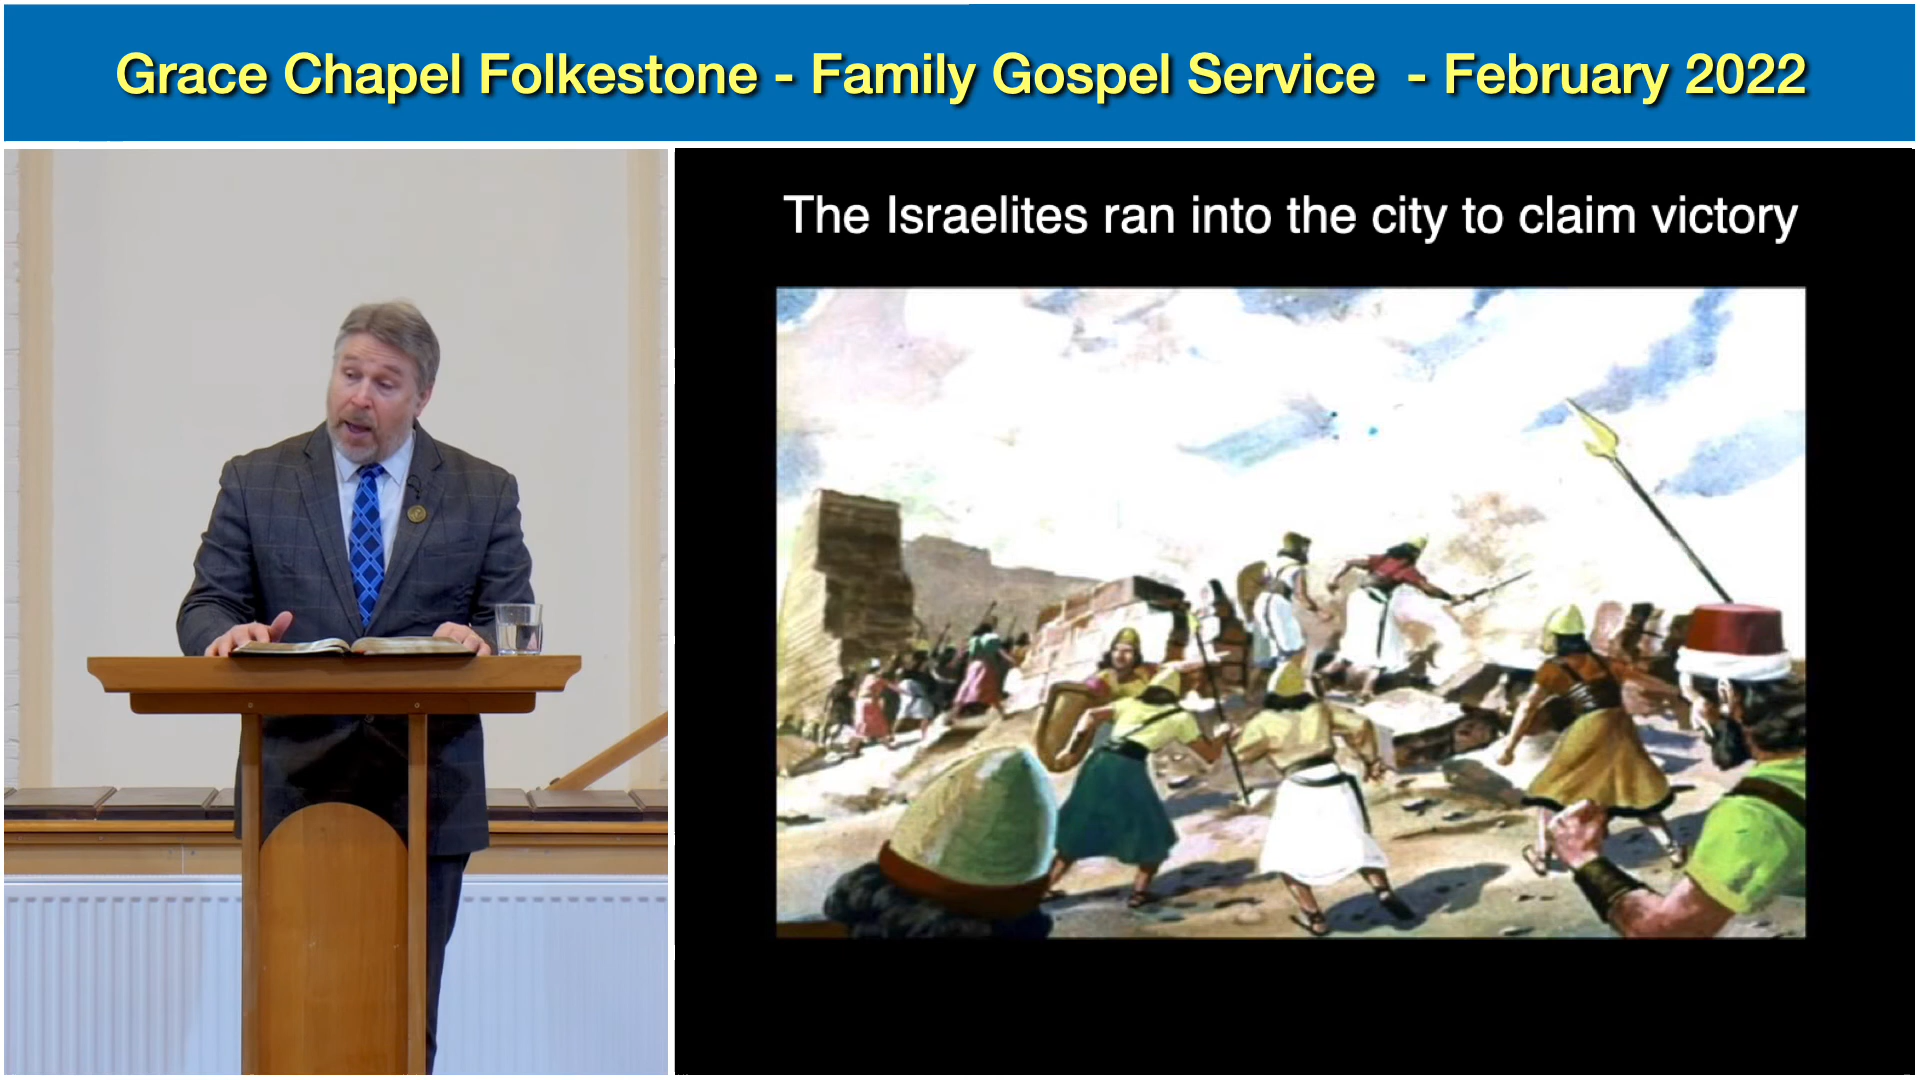 Grace Chapel Folkestone - Family Gospel Service - February 2022
The Israelites ran into the city to claim victory